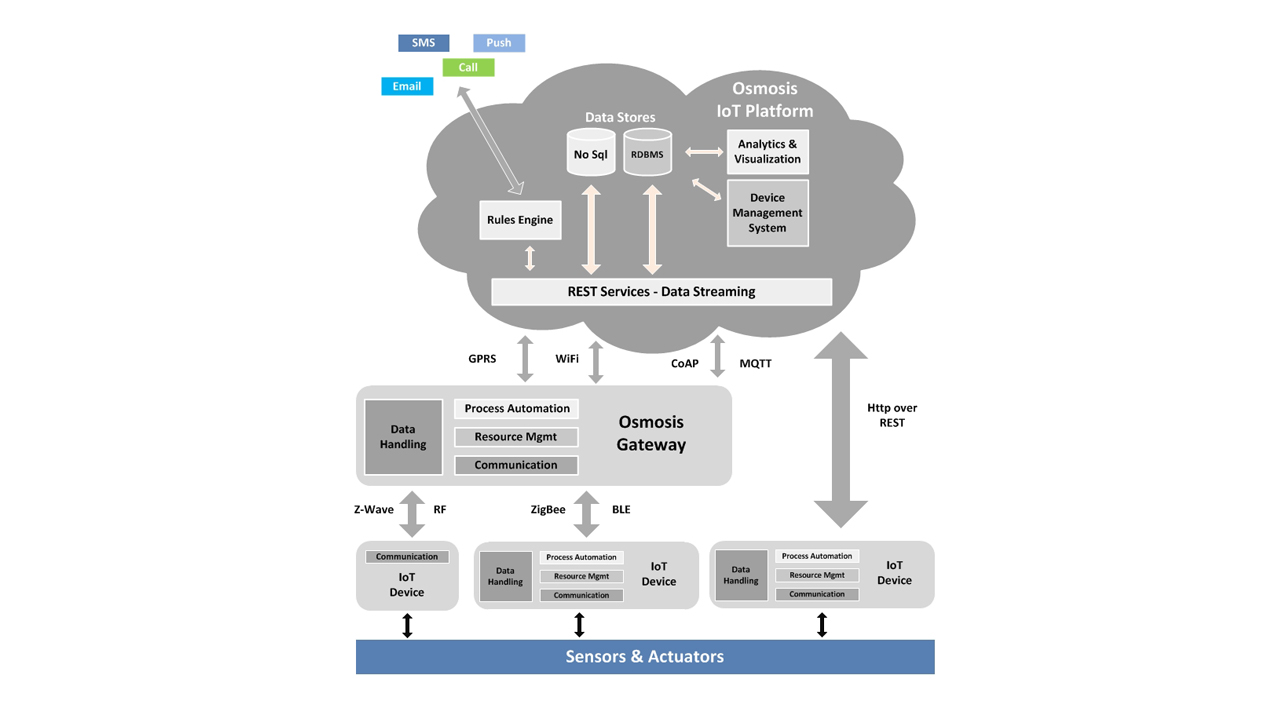 SMS
Push
Call
Email
Osmosis
IoT Platform
Data Stores
No Sql
RDBMS
Analytics &
Visualization
Device
Management
System
Rules Engine
REST Services - Data Streaming
GPRS
WiFi
CoAP
MQTT
Http over
REST
Data
Handling
Process Automation
Resource Mgmt
Communication
Osmosis
Gateway
Z-Wave
RF
ZigBee
BLE
Communication
IoT
Device
Data
Handling
Process Automation
Resource Mgmt
Communication
IoT
Device
Data
Handling
Process Automation
Resource Mgmt
Communication
IoT
Device
Sensors & Actuators